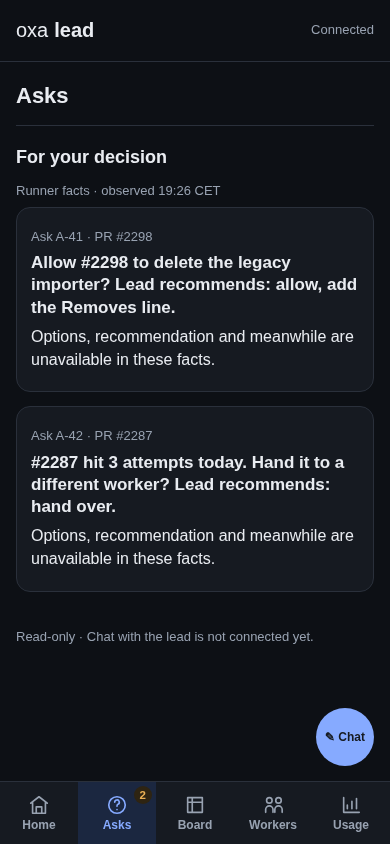 oxa lead
Connected
Asks
For your decision
Runner facts · observed 19:26 CET
Ask A-41 · PR #2298
Allow #2298 to delete the legacy
importer? Lead recommends: allow, add
the Removes line.
Options, recommendation and meanwhile are
unavailable in these facts.
Ask A-42 · PR #2287
#2287 hit 3 attempts today. Hand it to a
different worker? Lead recommends:
hand over.
Options, recommendation and meanwhile are
unavailable in these facts.
Read-only · Chat with the lead is not connected yet.
✎ Chat
2
Home
Asks
Board
Workers
Usage